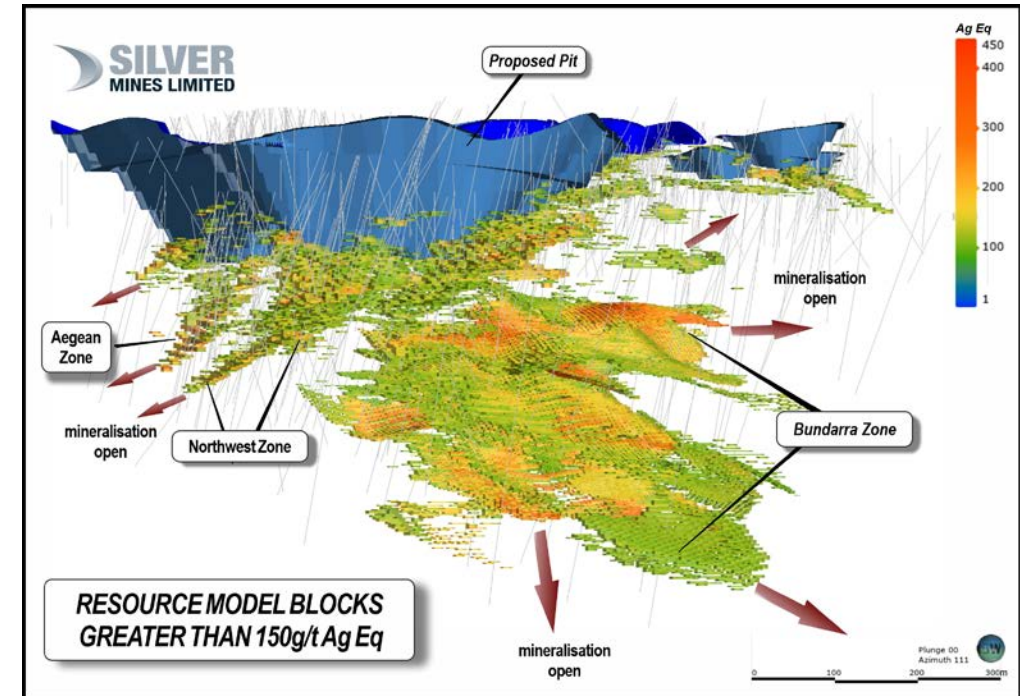 SILVER
MINES LIMITED
Proposed Pit
Ag Eq
450
400
300
200
100
1
mineralisation
open
Aegean
Zone
mineralisation
open
Northwest Zone
Bundarra Zone
RESOURCE MODEL BLOCKS
GREATER THAN 150g/t Ag Eq
mineralisation
open
Plunge 00
Azimuth 111
0 100 200 300m